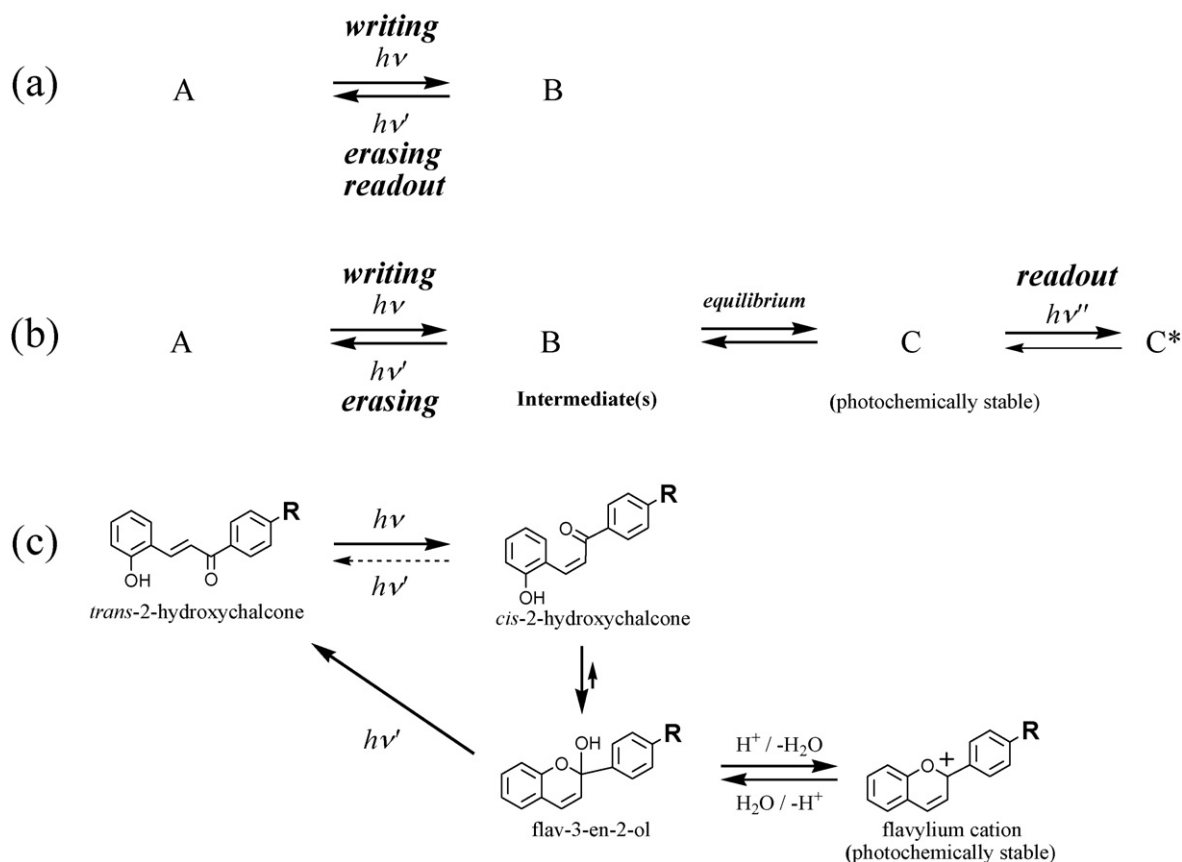 writing
hν
(a) A B
hν'
erasing
readout
writing
hν
equilibrium
readout
hν''
(b) A B C C*
hν'
erasing
Intermediate(s)
(photochemically stable)
(c)
R
OH
O
trans-2-hydroxychalcone
hν
hν'
R
O
OH
cis-2-hydroxychalcone
hν'
OH
R
O
flav-3-en-2-ol
H⁺ / -H₂O
H₂O / -H⁺
R
O
+
flavylium cation
(photochemically stable)